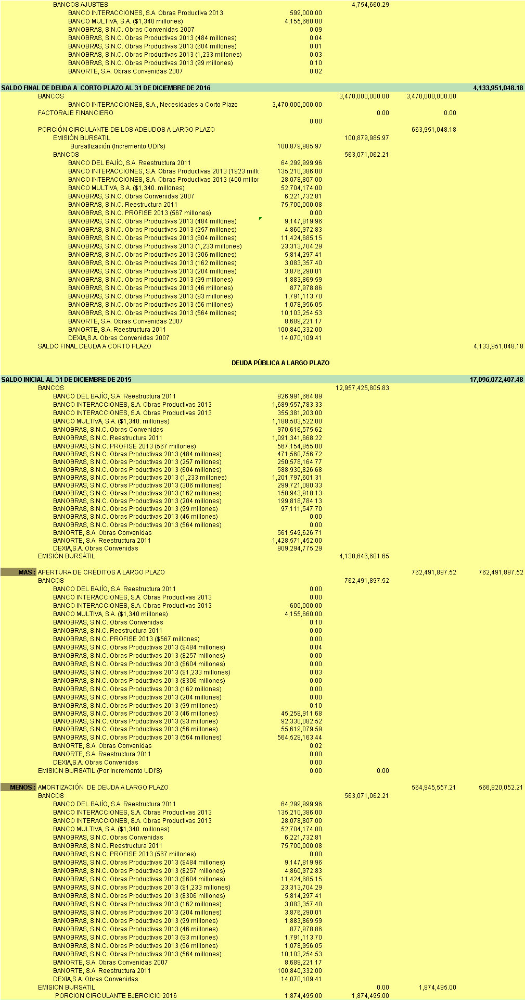 BANCOS AJUSTES 4,754,660.29
BANCO INTERACCIONES, S.A. Obras Productiva 2013 599,000.00
BANCO MULTIVA, S.A. ($1,340 millones) 4,155,660.00
BANOBRAS, S.N.C. Obras Convenidas 2007 0.09
BANOBRAS, S.N.C. Obras Productivas 2013 (484 millones) 0.04
BANOBRAS, S.N.C. Obras Productivas 2013 (604 millones) 0.01
BANOBRAS, S.N.C. Obras Productivas 2013 (1,233 millones) 0.03
BANOBRAS, S.N.C. Obras Productivas 2013 (99 millones) 0.10
BANORTE, S.A. Obras Convenidas 2007 0.02
SALDO FINAL DE DEUDA A CORTO PLAZO AL 31 DE DICIEMBRE DE 2016 4,133,951,048.18
BANCOS 3,470,000,000.00 3,470,000,000.00
BANCO INTERACCIONES, S.A., Necesidades a Corto Plazo 3,470,000,000.00
FACTORAJE FINANCIERO 0.00 0.00
0.00
PORCIÓN CIRCULANTE DE LOS ADEUDOS A LARGO PLAZO 663,951,048.18
EMISIÓN BURSATIL 100,879,985.97
Bursatlización (Incremento UDI's) 100,879,985.97
BANCOS 563,071,062.21
BANCO DEL BAJÍO, S.A. Reestructura 2011 64,299,999.96
BANCO INTERACCIONES, S.A. Obras Productivas 2013 (1923 millo 135,210,386.00
BANCO INTERACCIONES, S.A. Obras Productivas 2013 (400 millor 28,078,807.00
BANCO MULTIVA, S.A. ($1,340. millones) 52,704,174.00
BANOBRAS, S.N.C. Obras Convenidas 2007 6,221,732.81
BANOBRAS, S.N.C. Reestructura 2011 75,700,000.08
BANOBRAS, S.N.C. PROFISE 2013 (567 millones) 0.00
BANOBRAS, S.N.C. Obras Productivas 2013 (484 millones) 9,147,819.96
BANOBRAS, S.N.C. Obras Productivas 2013 (257 millones) 4,860,972.83
BANOBRAS, S.N.C. Obras Productivas 2013 (604 millones) 11,424,685.15
BANOBRAS, S.N.C. Obras Productivas 2013 (1,233 millones) 23,313,704.29
BANOBRAS, S.N.C. Obras Productivas 2013 (306 millones) 5,814,297.41
BANOBRAS, S.N.C. Obras Productivas 2013 (162 millones) 3,083,357.40
BANOBRAS, S.N.C. Obras Productivas 2013 (204 millones) 3,876,290.01
BANOBRAS, S.N.C. Obras Productivas 2013 (99 millones) 1,883,869.59
BANOBRAS, S.N.C. Obras Productivas 2013 (46 millones) 877,978.86
BANOBRAS, S.N.C. Obras Productivas 2013 (93 millones) 1,791,113.70
BANOBRAS, S.N.C. Obras Productivas 2013 (56 millones) 1,078,956.05
BANOBRAS, S.N.C. Obras Productivas 2013 (564 millones) 10,103,254.53
BANORTE, S.A. Obras Convenidas 2007 8,689,221.17
BANORTE, S.A. Reestructura 2011 100,840,332.00
DEXIA,S.A. Obras Convenidas 2007 14,070,109.41
SALDO FINAL DEUDA A CORTO PLAZO 4,133,951,048.18
DEUDA PÚBLICA A LARGO PLAZO
SALDO INICIAL AL 31 DE DICIEMBRE DE 2015 17,096,072,407.48
BANCOS 12,957,425,805.83
BANCO DEL BAJÍO, S.A. Reestructura 2011 926,991,664.89
BANCO INTERACCIONES, S.A. Obras Productivas 2013 1,689,557,783.33
BANCO INTERACCIONES, S.A. Obras Productivas 2013 355,381,203.00
BANCO MULTIVA, S.A. ($1,340. millones) 1,188,503,522.00
BANOBRAS, S.N.C. Obras Convenidas 970,616,575.62
BANOBRAS, S.N.C. Reestructura 2011 1,091,341,668.22
BANOBRAS, S.N.C. PROFISE 2013 (567 millones) 567,154,855.00
BANOBRAS, S.N.C. Obras Productivas 2013 (484 millones) 471,560,756.72
BANOBRAS, S.N.C. Obras Productivas 2013 (257 millones) 250,578,164.77
BANOBRAS, S.N.C. Obras Productivas 2013 (604 millones) 588,930,826.68
BANOBRAS, S.N.C. Obras Productivas 2013 (1,233 millones) 1,201,797,601.31
BANOBRAS, S.N.C. Obras Productivas 2013 (306 millones) 299,721,080.33
BANOBRAS, S.N.C. Obras Productivas 2013 (162 millones) 158,943,918.13
BANOBRAS, S.N.C. Obras Productivas 2013 (204 millones) 199,818,784.13
BANOBRAS, S.N.C. Obras Productivas 2013 (99 millones) 97,111,547.70
BANOBRAS, S.N.C. Obras Productivas 2013 (46 millones) 0.00
BANOBRAS, S.N.C. Obras Productivas 2013 (564 millones) 0.00
BANORTE, S.A. Obras Convenidas 561,549,626.71
BANORTE, S.A. Reestructura 2011 1,428,571,452.00
DEXIA,S.A. Obras Convenidas 909,294,775.29
EMISIÓN BURSÁTIL 4,138,646,601.65
MAS : APERTURA DE CRÉDITOS A LARGO PLAZO 762,491,897.52 762,491,897.52
BANCOS 762,491,897.52
BANCO DEL BAJÍO, S.A. Reestructura 2011 0.00
BANCO INTERACCIONES, S.A. Obras Productivas 2013 0.00
BANCO INTERACCIONES, S.A. Obras Productivas 2013 600,000.00
BANCO MULTIVA, S.A. ($1,340 millones) 4,155,660.00
BANOBRAS, S.N.C. Obras Convenidas 0.10
BANOBRAS, S.N.C. Reestructura 2011 0.00
BANOBRAS, S.N.C. PROFISE 2013 ($567 millones) 0.00
BANOBRAS, S.N.C. Obras Productivas 2013 ($484 millones) 0.04
BANOBRAS, S.N.C. Obras Productivas 2013 ($257 millones) 0.00
BANOBRAS, S.N.C. Obras Productivas 2013 ($604 millones) 0.00
BANOBRAS, S.N.C. Obras Productivas 2013 ($1,233 millones) 0.03
BANOBRAS, S.N.C. Obras Productivas 2013 ($306 millones) 0.00
BANOBRAS, S.N.C. Obras Productivas 2013 (162 millones) 0.00
BANOBRAS, S.N.C. Obras Productivas 2013 (204 millones) 0.00
BANOBRAS, S.N.C. Obras Productivas 2013 (99 millones) 0.10
BANOBRAS, S.N.C. Obras Productivas 2013 (46 millones) 45,258,911.68
BANOBRAS, S.N.C. Obras Productivas 2013 (93 millones) 92,330,082.52
BANOBRAS, S.N.C. Obras Productivas 2013 (56 millones) 55,619,079.59
BANOBRAS, S.N.C. Obras Productivas 2013 (564 millones) 564,528,163.44
BANORTE, S.A. Obras Convenidas 0.02
BANORTE, S.A. Reestructura 2011 0.00
DEXIA,S.A. Obras Convenidas 0.00
EMISION BURSATIL (Por Incremento UDI'S) 0.00 0.00
MENOS : AMORTIZACIÓN DE DEUDA A LARGO PLAZO 564,945,557.21 566,820,052.21
BANCOS 563,071,062.21
BANCO DEL BAJÍO, S.A. Reestructura 2011 64,299,999.96
BANCO INTERACCIONES, S.A. Obras Productivas 2013 135,210,386.00
BANCO INTERACCIONES, S.A. Obras Productivas 2013 28,078,807.00
BANCO MULTIVA, S.A. ($1,340. millones) 52,704,174.00
BANOBRAS, S.N.C. Obras Convenidas 6,221,732.81
BANOBRAS, S.N.C. Reestructura 2011 75,700,000.08
BANOBRAS, S.N.C. PROFISE 2013 (567 millones) 0.00
BANOBRAS, S.N.C. Obras Productivas 2013 ($484 millones) 9,147,819.96
BANOBRAS, S.N.C. Obras Productivas 2013 ($257 millones) 4,860,972.83
BANOBRAS, S.N.C. Obras Productivas 2013 ($604 millones) 11,424,685.15
BANOBRAS, S.N.C. Obras Productivas 2013 ($1,233 millones) 23,313,704.29
BANOBRAS, S.N.C. Obras Productivas 2013 ($306 millones) 5,814,297.41
BANOBRAS, S.N.C. Obras Productivas 2013 (162 millones) 3,083,357.40
BANOBRAS, S.N.C. Obras Productivas 2013 (204 millones) 3,876,290.01
BANOBRAS, S.N.C. Obras Productivas 2013 (99 millones) 1,883,869.59
BANOBRAS, S.N.C. Obras Productivas 2013 (46 millones) 877,978.86
BANOBRAS, S.N.C. Obras Productivas 2013 (93 millones) 1,791,113.70
BANOBRAS, S.N.C. Obras Productivas 2013 (56 millones) 1,078,956.05
BANOBRAS, S.N.C. Obras Productivas 2013 (564 millones) 10,103,254.53
BANORTE, S.A. Obras Convenidas 2007 8,689,221.17
BANORTE, S.A. Reestructura 2011 100,840,332.00
DEXIA,S.A. Obras Convenidas 14,070,109.41
EMISION BURSATIL 0.00 1,874,495.00
PORCION CIRCULANTE EJERCICIO 2016 1,874,495.00 1,874,495.00